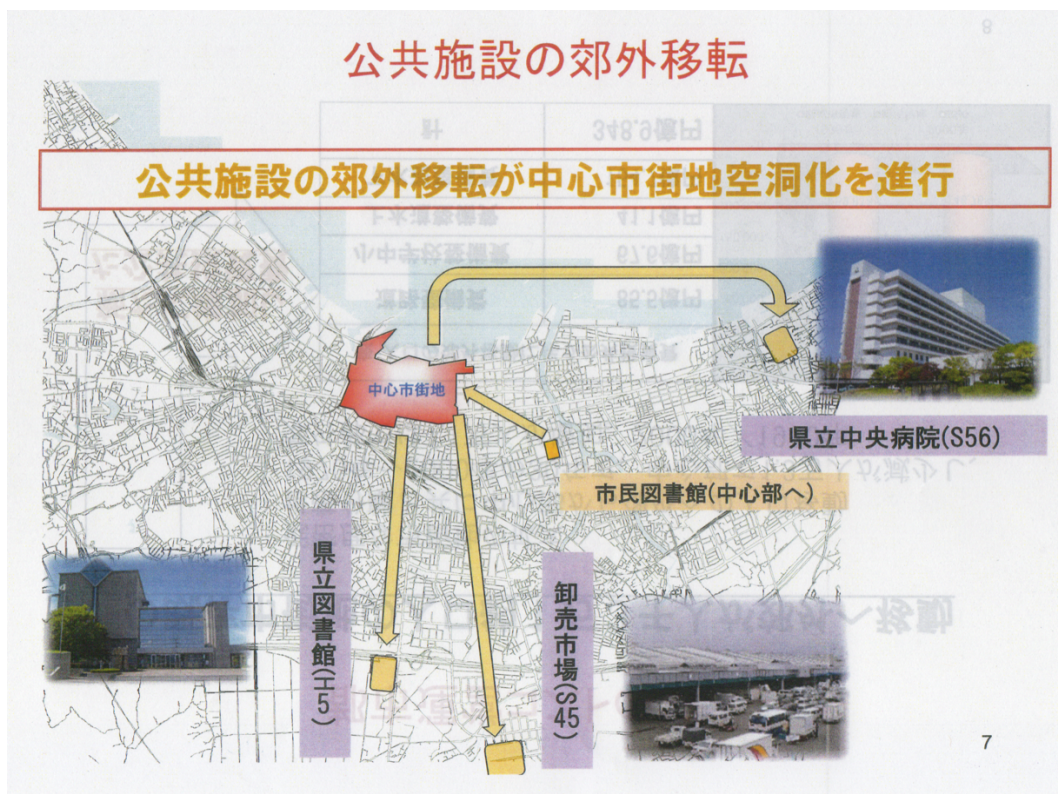 公共施設の郊外移転
公共施設の郊外移転が中心市街地空洞化を進行
中心市街地
県立中央病院(S56)
市民図書館(中心部へ)
県立図書館(H5)
卸売市場(S45)
7
8